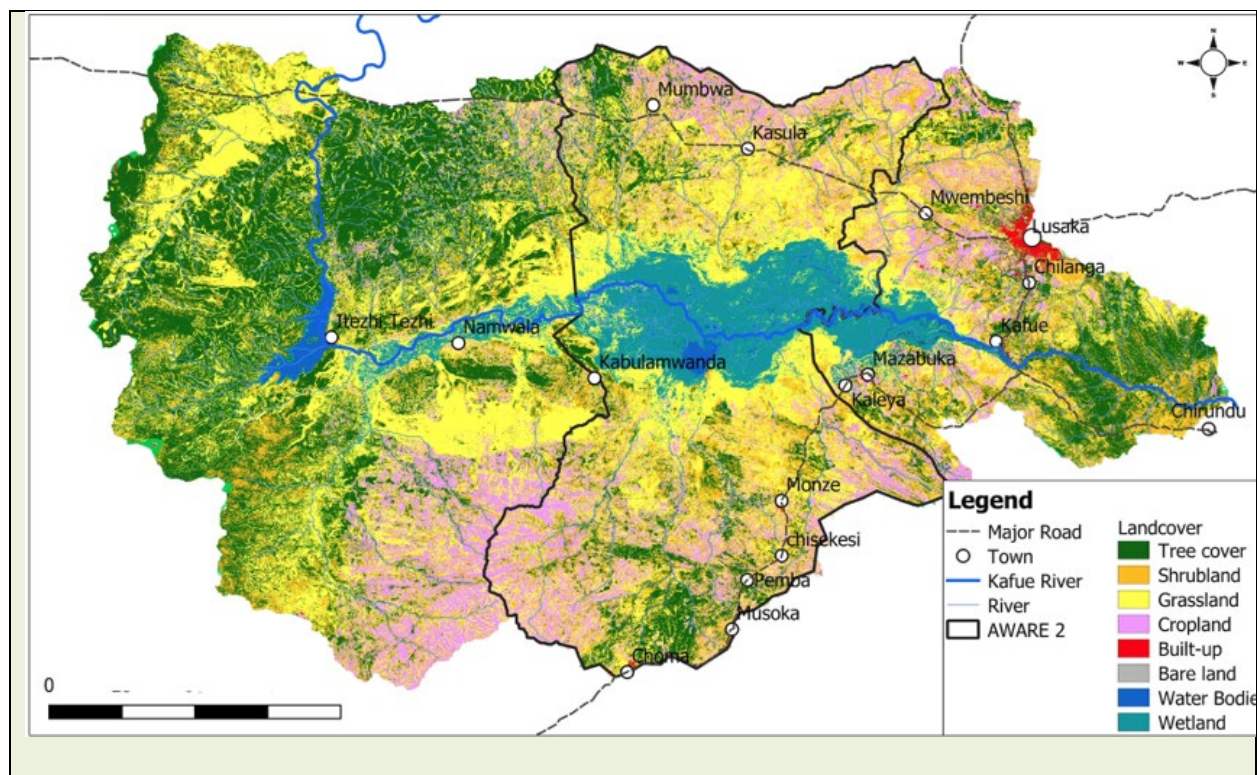 N
W E
S
Mumbwa
Kasula
Mwembeshi
Lusaka
Chilanga
Itezhi Tezhi
Namwala
Kafue
Kabulamwanda
Mazabuka
Kaleya
Chirundu
Monze
chisekesi
Pemba
Musoka
Choma
Legend
Major Road
Town
Kafue River
River
AWARE 2
Landcover
Tree cover
Shrubland
Grassland
Cropland
Built-up
Bare land
Water Bodie
Wetland
0